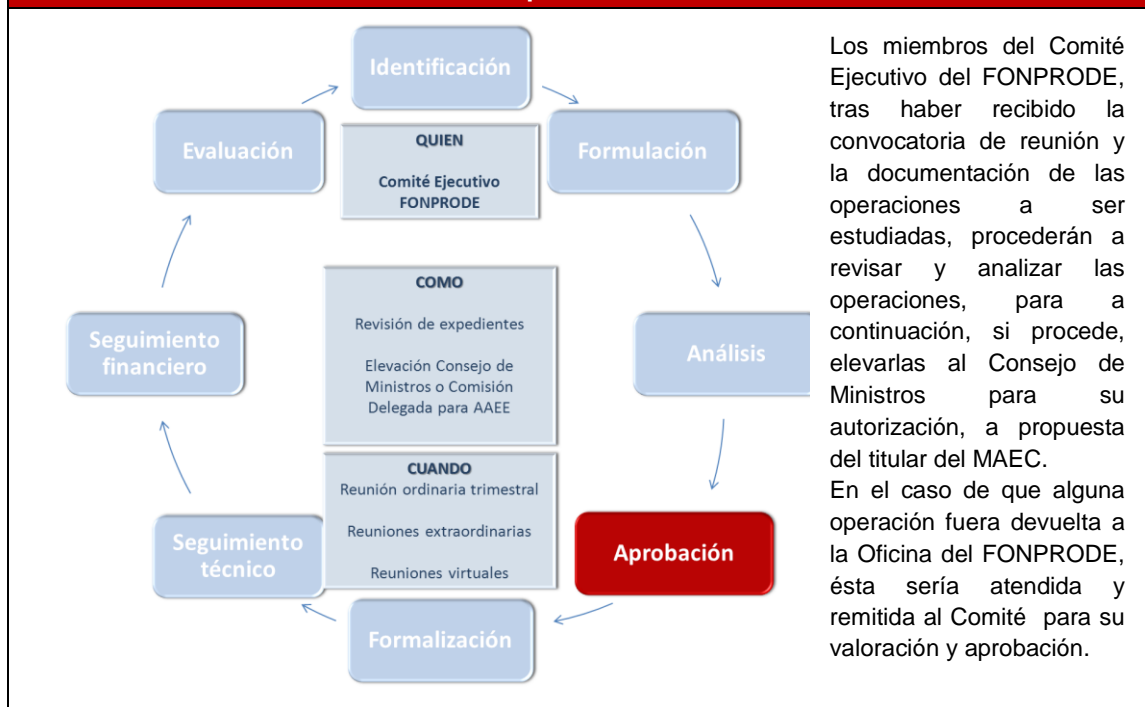 Identificación
Evaluación
Formulación
QUIEN
Comité Ejecutivo
FONPRODE
COMO
Revisión de expedientes
Elevación Consejo de
Ministros o Comisión
Delegada para AAEE
Seguimiento
financiero
Análisis
CUANDO
Reunión ordinaria trimestral
Reuniones extraordinarias
Reuniones virtuales
Seguimiento
técnico
Aprobación
Formalización
Los miembros del Comité
Ejecutivo del FONPRODE,
tras haber recibido la
convocatoria de reunión y
la documentación de las
operaciones a ser
estudiadas, procederán a
revisar y analizar las
operaciones, para a
continuación, si procede,
elevarlas al Consejo de
Ministros para su
autorización, a propuesta
del titular del MAEC.
En el caso de que alguna
operación fuera devuelta a
la Oficina del FONPRODE,
ésta sería atendida y
remitida al Comité para su
valoración y aprobación.